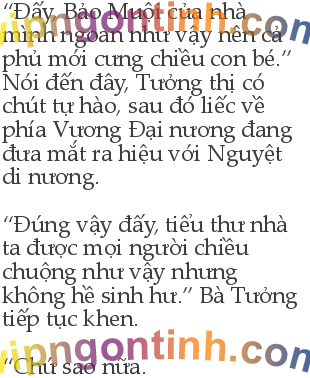 “Đấy, Bảo Muội của nhà
mình ngoan như vậy nên cả
phủ mới cưng chiều con bé.”
Nói đến đây, Tưởng thị có
chút tự hào, sau đó liếc về
phía Vương Đại nương đang
đưa mắt ra hiệu với Nguyệt
di nương.
“Đúng vậy đấy, tiểu thư nhà
ta được mọi người chiều
chuộng như vậy nhưng
không hề sinh hư.” Bà Tưởng
tiếp tục khen.
vipngontinh.com
“Chứ sao nữa.